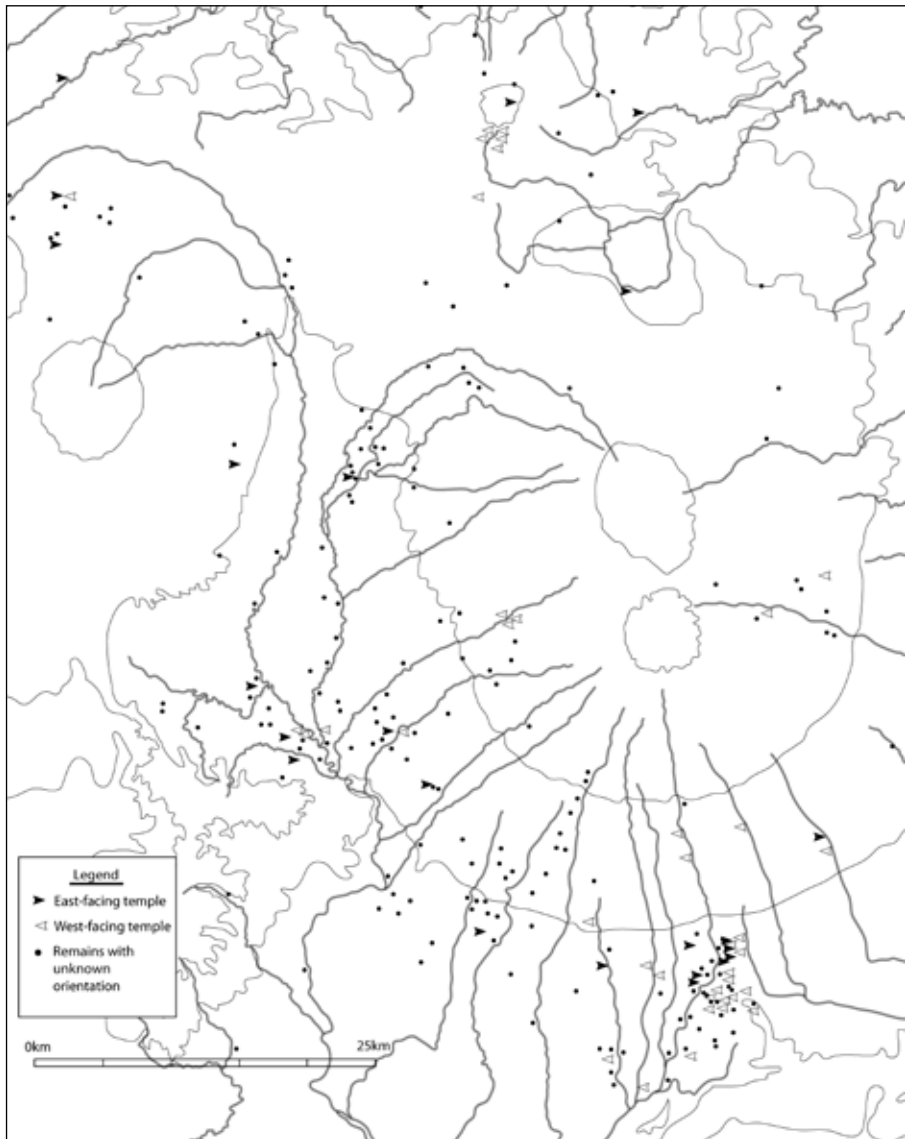 Legend
East-facing temple
West-facing temple
Remains with
unknown
orientation
0km 25km